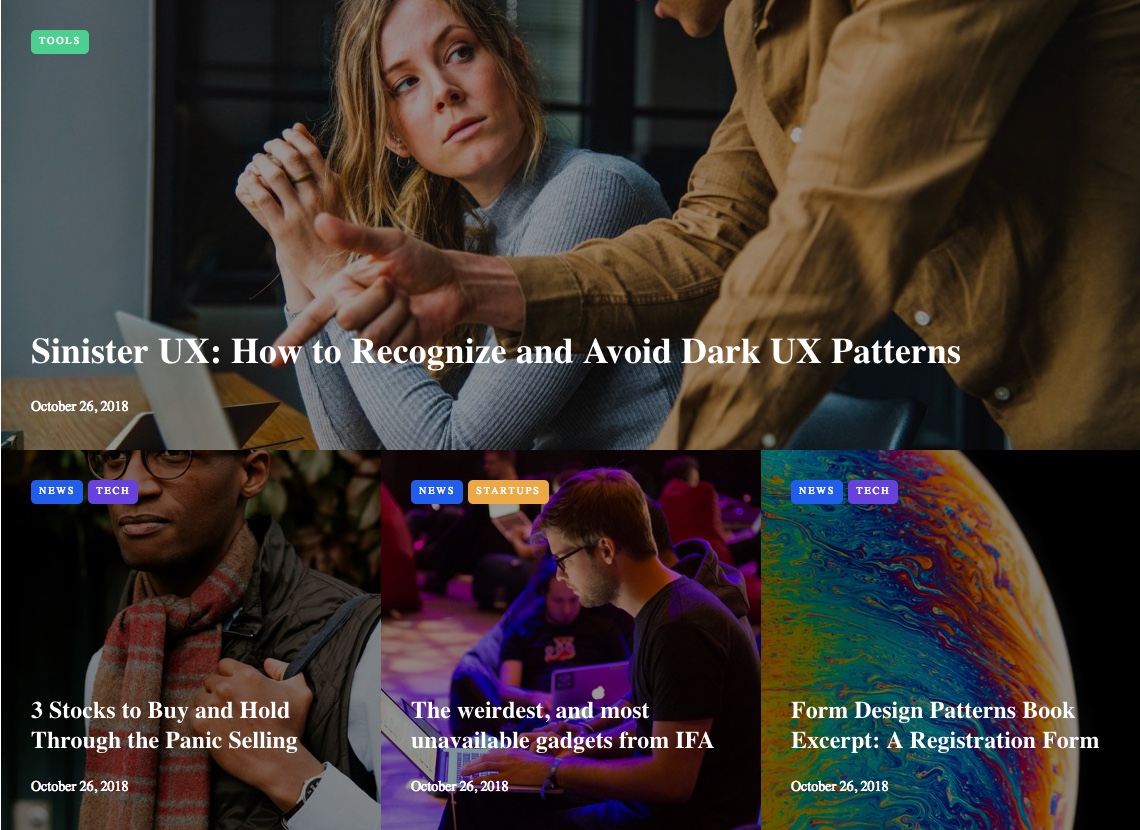 TOOLS
Sinister UX: How to Recognize and Avoid Dark UX Patterns
October 26, 2018
NEWS TECH
3 Stocks to Buy and Hold
Through the Panic Selling
October 26, 2018
NEWS STARTUPS
The weirdest, and most
unavailable gadgets from IFA
October 26, 2018
NEWS TECH
Form Design Patterns Book
Excerpt: A Registration Form
October 26, 2018